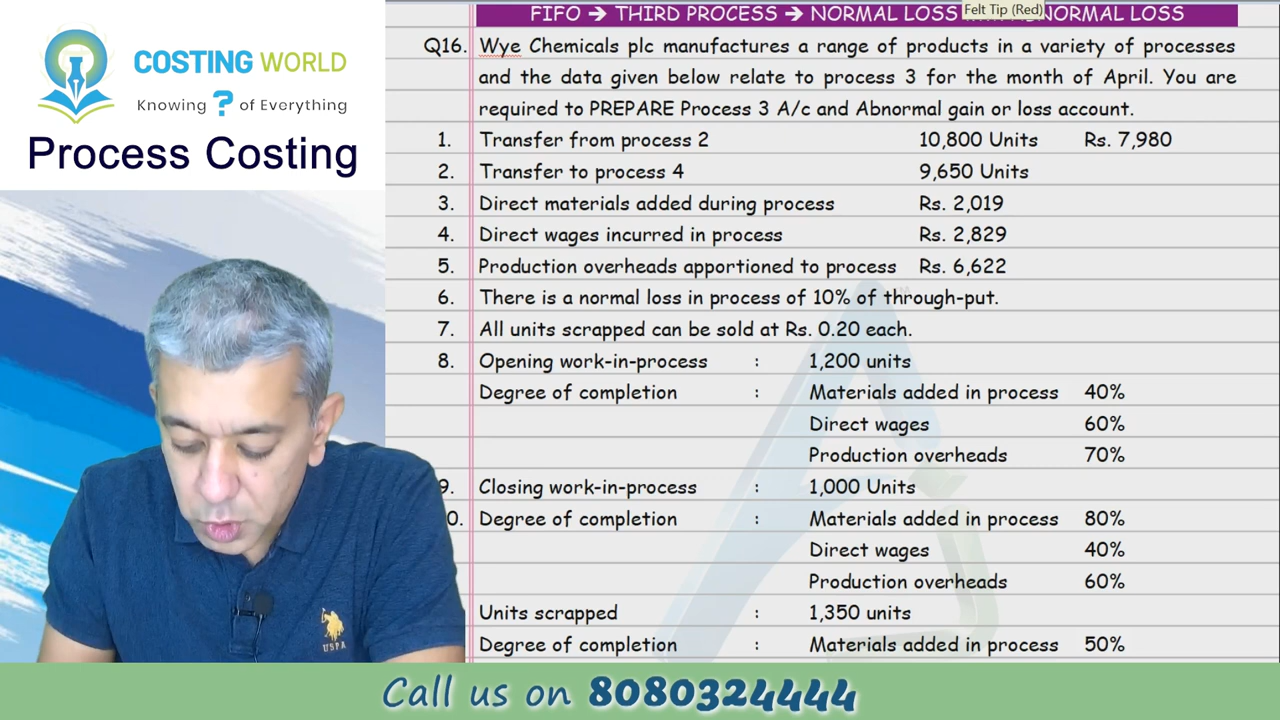 COSTING WORLD
Knowing ? of Everything
Process Costing
Felt Tip (Red)
FIFO → THIRD PROCESS → NORMAL LOSS NORMAL LOSS
Q16. Wye Chemicals plc manufactures a range of products in a variety of processes
and the data given below relate to process 3 for the month of April. You are
required to PREPARE Process 3 A/c and Abnormal gain or loss account.
1. Transfer from process 2 10,800 Units Rs. 7,980
2. Transfer to process 4 9,650 Units
3. Direct materials added during process Rs. 2,019
4. Direct wages incurred in process Rs. 2,829
5. Production overheads apportioned to process Rs. 6,622
6. There is a normal loss in process of 10% of through-put.
7. All units scrapped can be sold at Rs. 0.20 each.
8. Opening work-in-process : 1,200 units
Degree of completion : Materials added in process 40%
Direct wages 60%
Production overheads 70%
9. Closing work-in-process : 1,000 Units
0. Degree of completion : Materials added in process 80%
Direct wages 40%
Production overheads 60%
Units scrapped : 1,350 units
Degree of completion : Materials added in process 50%
USPA
Call us on 8080324444